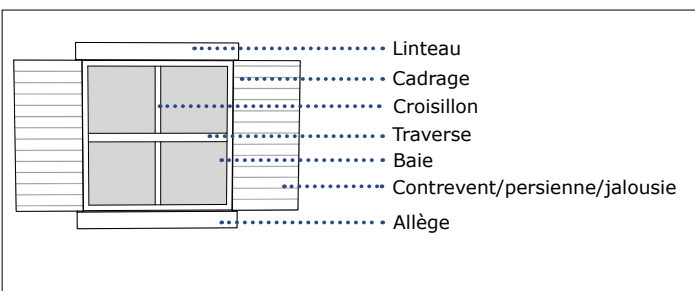 Linteau
Cadrage
Croisillon
Traverse
Baie
Contrevent/persienne/jalousie
Allège